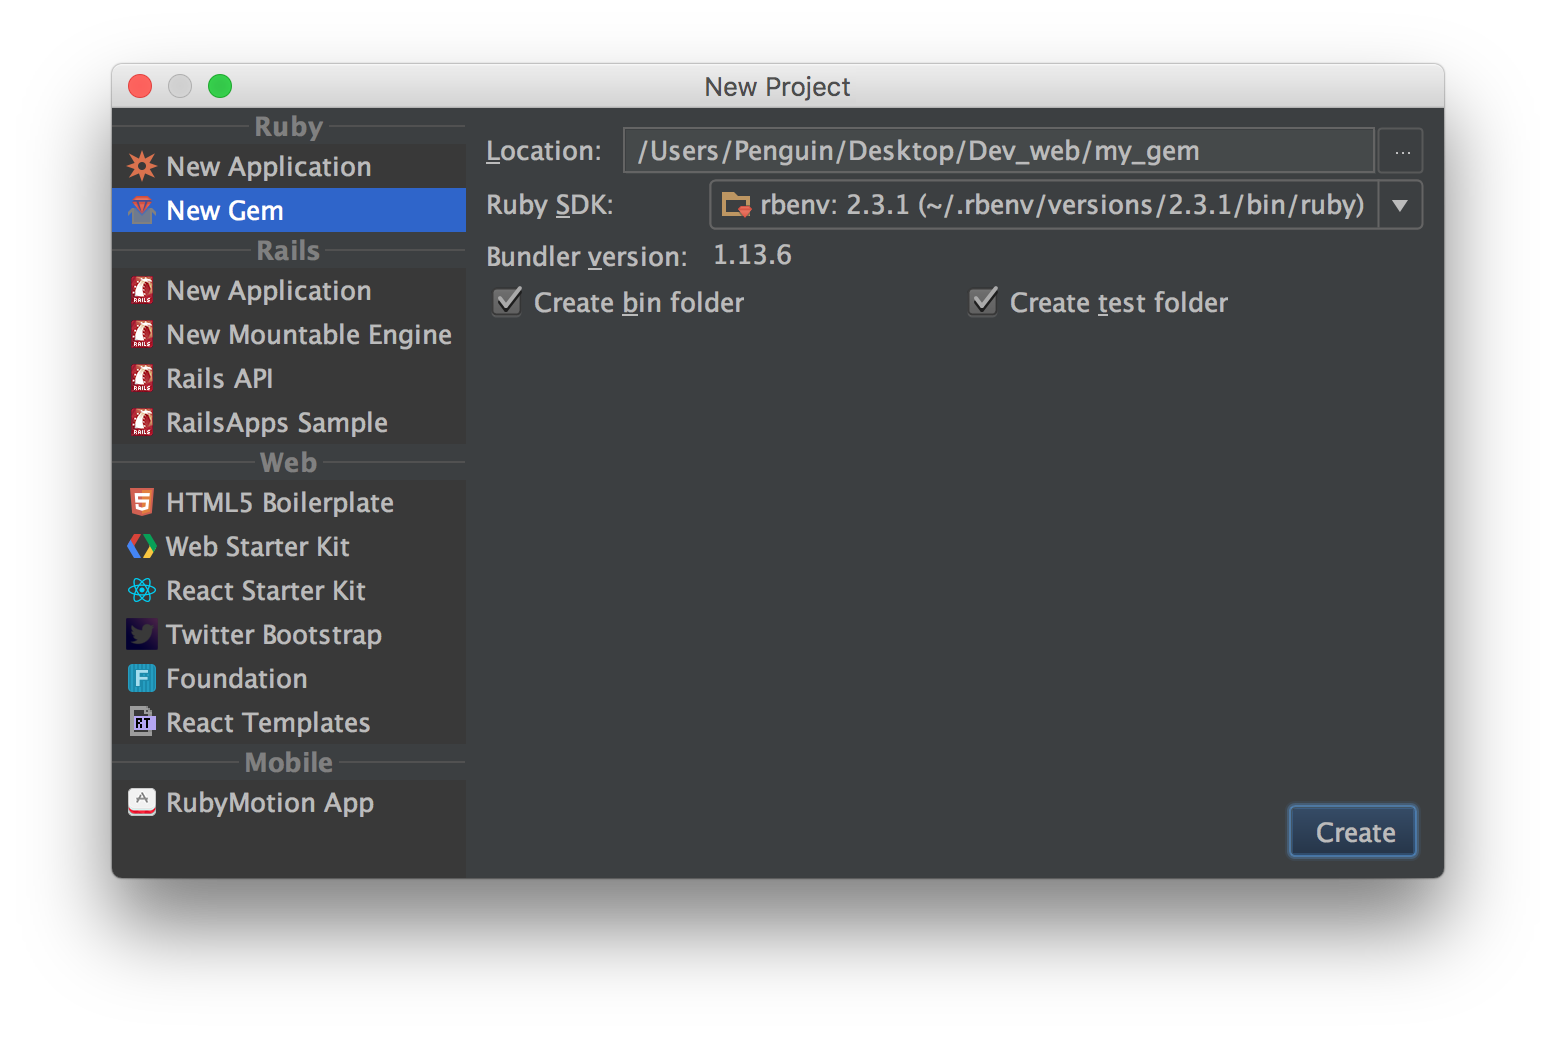 New Project
Ruby
New Application
New Gem
Rails
New Application
New Mountable Engine
Rails API
RailsApps Sample
Web
HTML5 Boilerplate
Web Starter Kit
React Starter Kit
Twitter Bootstrap
Foundation
React Templates
Mobile
RubyMotion App
Location: /Users/Penguin/Desktop/Dev_web/my_gem ...
Ruby SDK: rbenv: 2.3.1 (~/.rbenv/versions/2.3.1/bin/ruby)
Bundler version: 1.13.6
Create bin folder Create test folder
Create